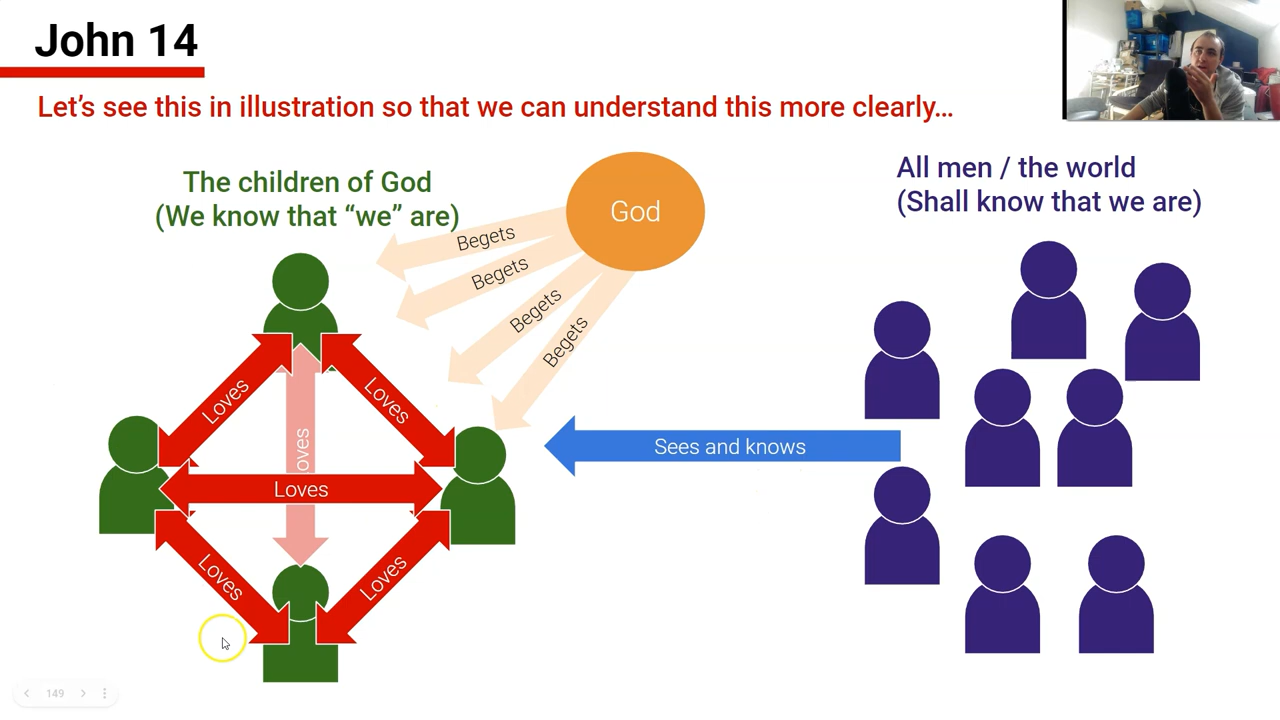 John 14
Let's see this in illustration so that we can understand this more clearly...
The children of God
(We know that “we” are)
God
All men / the world
(Shall know that we are)
Begets
Begets
Begets
Begets
Loves
Loves
oves
Loves
Sees and knows
Loves
Loves
149